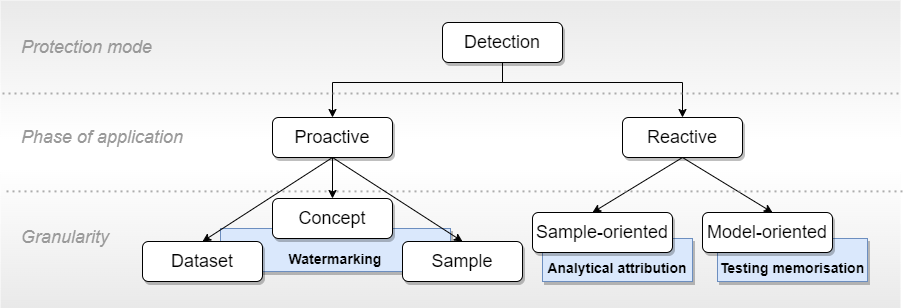 Protection mode
Detection
Phase of application
Proactive
Reactive
Granularity
Concept
Sample-oriented
Model-oriented
Dataset
Watermarking
Sample
Analytical attribution
Testing memorisation